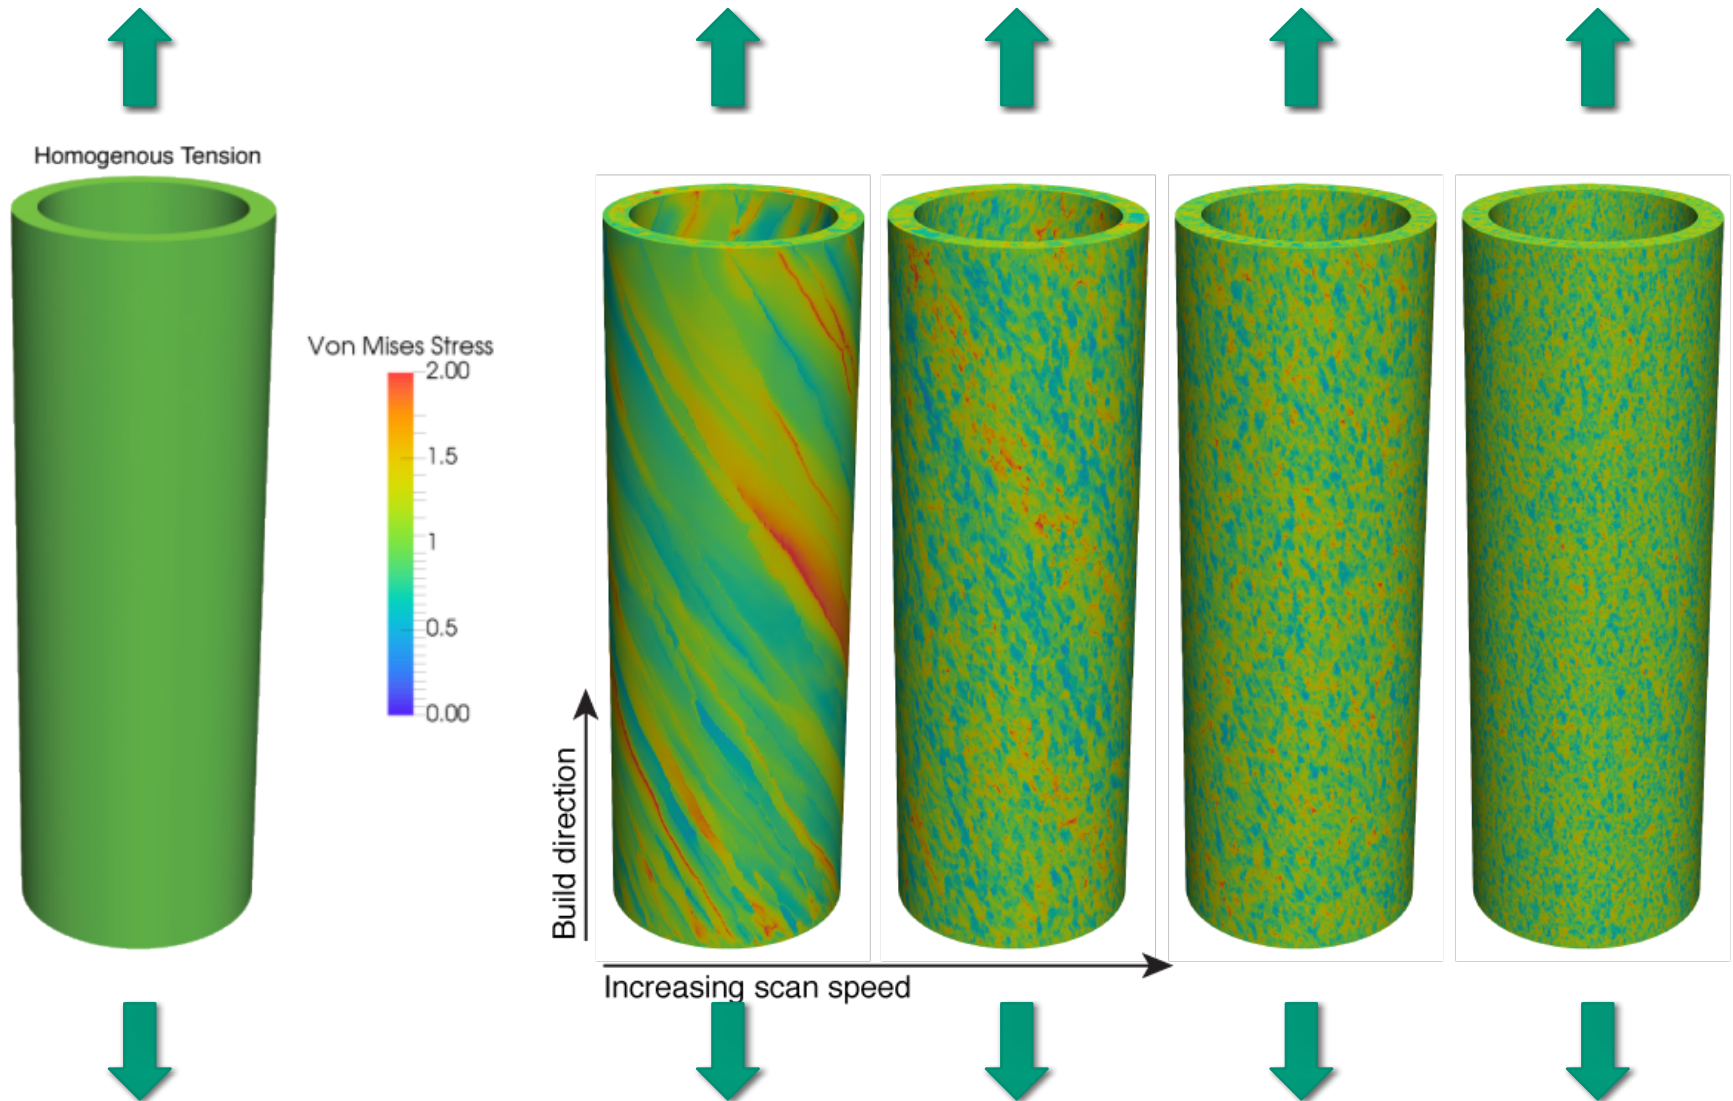 Homogenous Tension
Von Mises Stress
2.00
1.5
1
0.5
0.00
Build direction
Increasing scan speed